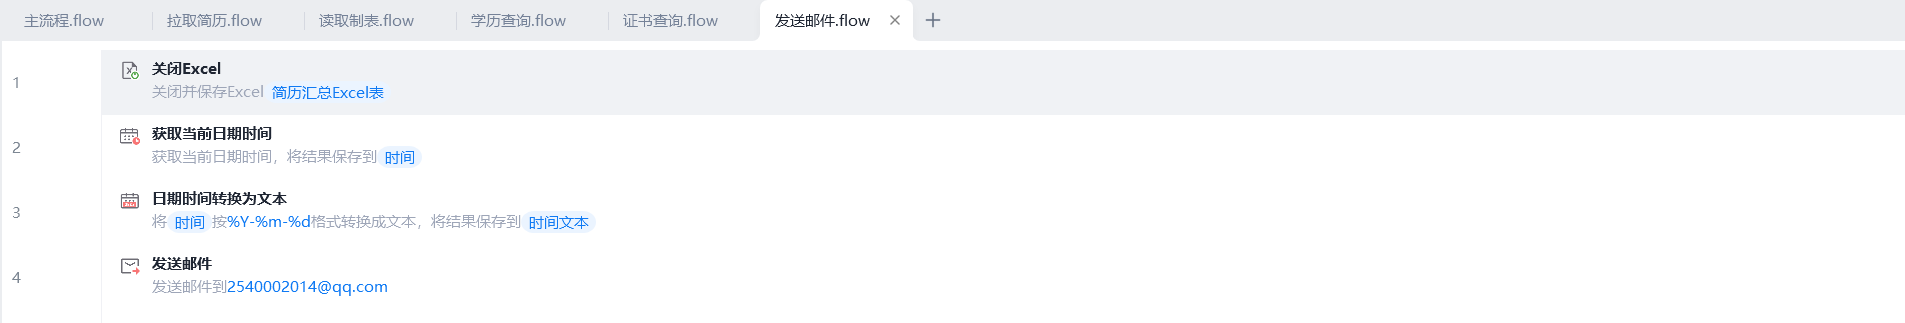 主流程.flow 拉取简历.flow 读取制表.flow 学历查询.flow 证书查询.flow 发送邮件.flow
1
关闭Excel
关闭并保存Excel 简历汇总Excel表
2
获取当前日期时间
获取当前日期时间，将结果保存到 时间
3
日期时间转换为文本
将 时间 按%Y-%m-%d格式转换成文本，将结果保存到 时间文本
4
发送邮件
发送邮件到2540002014@qq.com